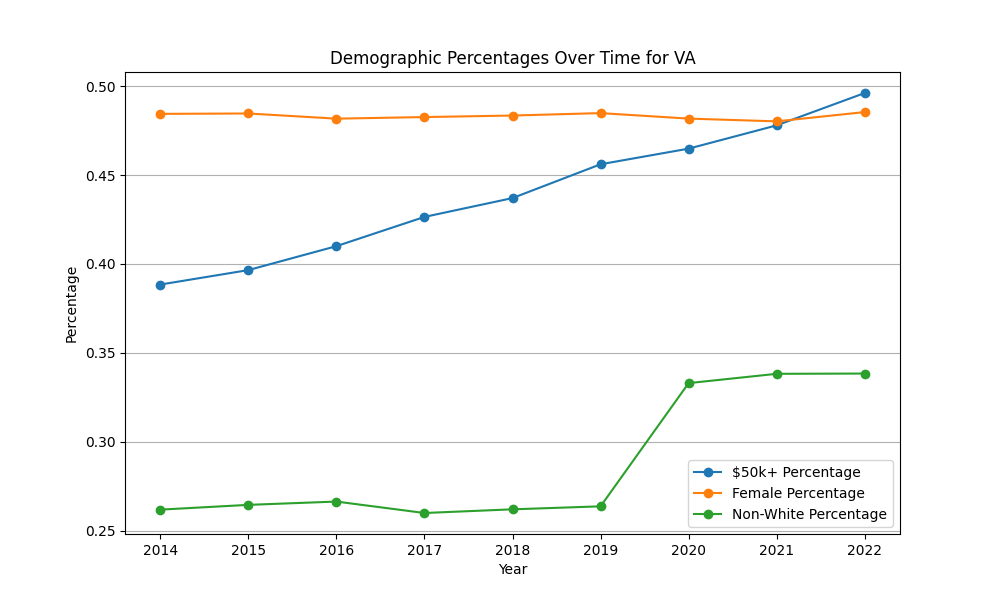 Demographic Percentages Over Time for VA
Percentage
0.50
0.45
0.40
0.35
0.30
0.25
$50k+ Percentage
Female Percentage
Non-White Percentage
2014 2015 2016 2017 2018 2019 2020 2021 2022
Year